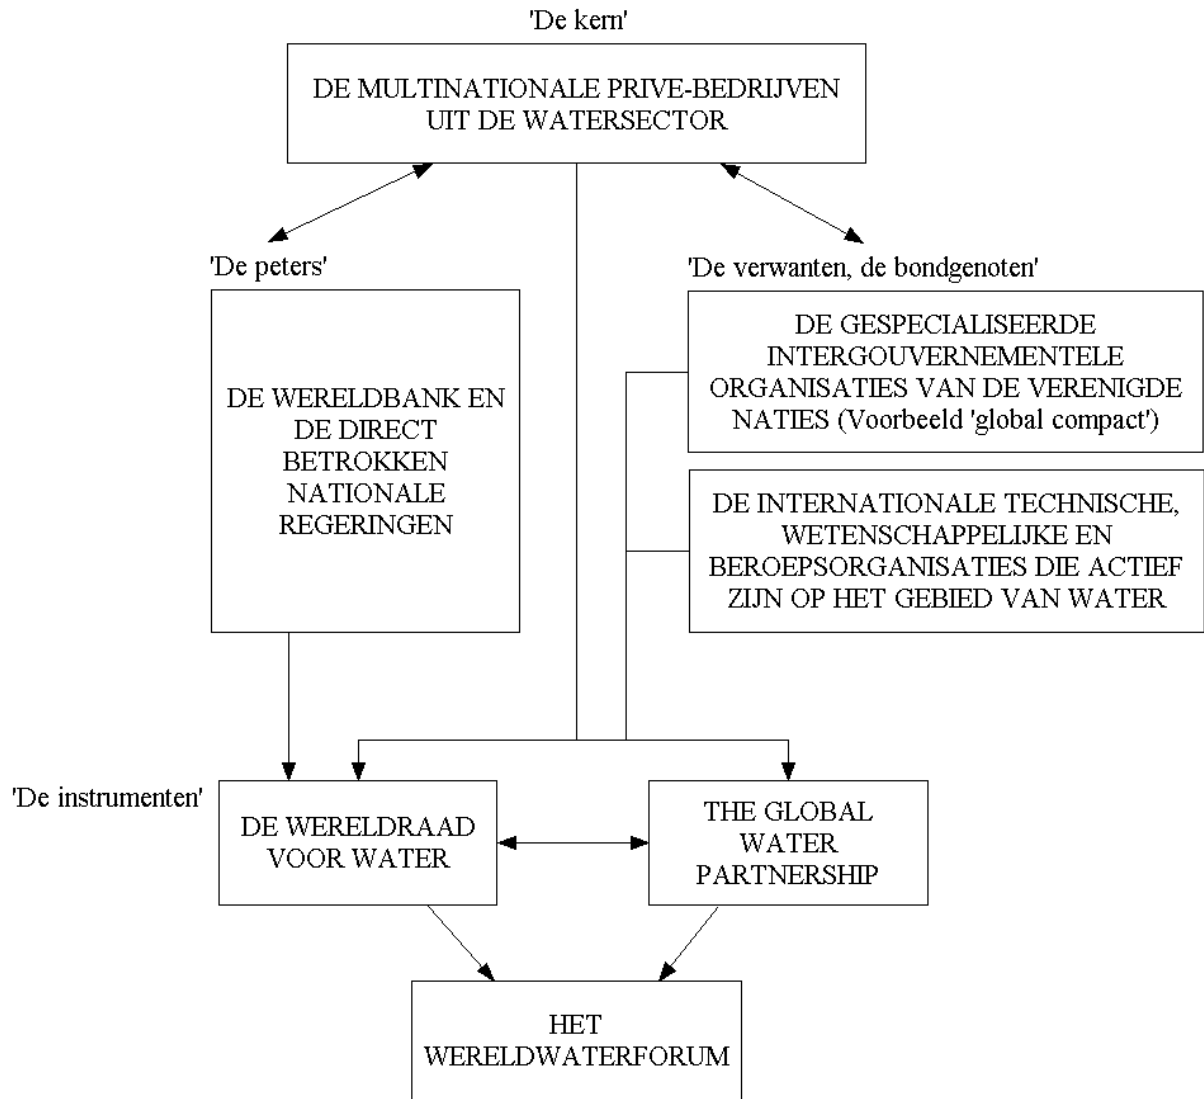 'De kern'
DE MULTINATIONALE PRIVE-BEDRIJVEN
UIT DE WATERSECTOR
'De peters'
DE WERELDBANK EN
DE DIRECT
BETROKKEN
NATIONALE
REGERINGEN
'De verwanten, de bondgenoten'
DE GESPECIALISEERDE
INTERGOUVERNEMENTELE
ORGANISATIES VAN DE VERENIGDE
NATIES (Voorbeeld 'global compact')
DE INTERNATIONALE TECHNISCHE,
WETENSCHAPPELIJKE EN
BEROEPSORGANISATIES DIE ACTIEF
ZIJN OP HET GEBIED VAN WATER
'De instrumenten'
DE WERELDRAAD
VOOR WATER
THE GLOBAL
WATER
PARTNERSHIP
HET
WERELDWATERFORUM